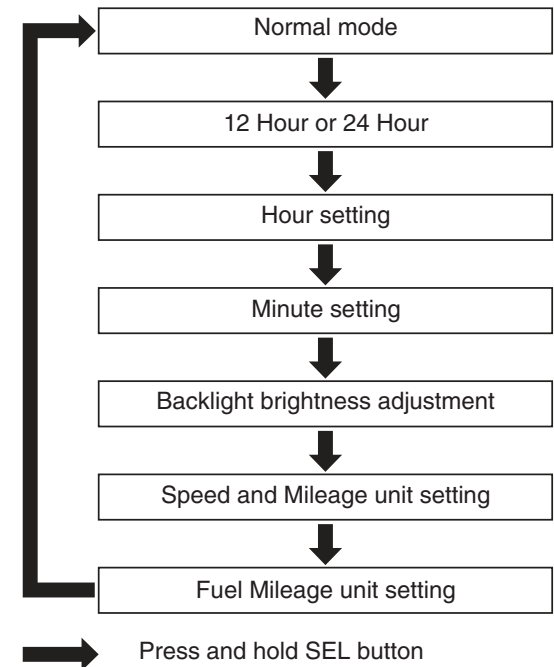 Normal mode
12 Hour or 24 Hour
Hour setting
Minute setting
Backlight brightness adjustment
Speed and Mileage unit setting
Fuel Mileage unit setting
Press and hold SEL button